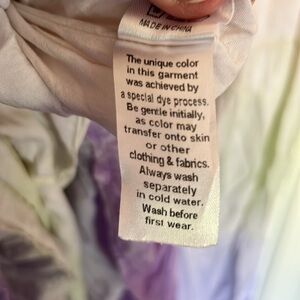 MADE IN CHINA
The unique color
in this garment
was achieved by
a special dye process.
Be gentle initially,
as color may
transfer onto skin
or other
clothing & fabrics.
Always wash
separately
in cold water.
Wash before
first wear.